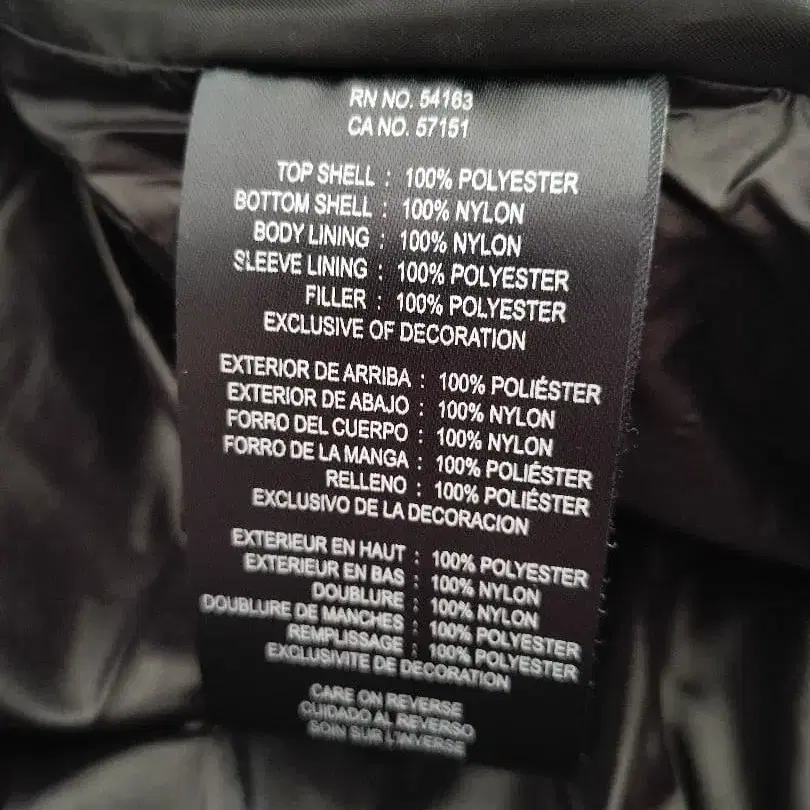 RN NO. 54163
CA NO. 57151
TOP SHELL : 100% POLYESTER
BOTTOM SHELL : 100% NYLON
BODY LINING : 100% NYLON
SLEEVE LINING : 100% POLYESTER
FILLER : 100% POLYESTER
EXCLUSIVE OF DECORATION
EXTERIOR DE ARRIBA : 100% POLIÉSTER
EXTERIOR DE ABAJO : 100% NYLON
FORRO DEL CUERPO : 100% NYLON
FORRO DE LA MANGA : 100% POLIÉSTER
RELLENO : 100% POLIÉSTER
EXCLUSIVO DE LA DECORACION
EXTERIEUR EN HAUT : 100% POLYESTER
EXTERIEUR EN BAS : 100% NYLON
DOUBLURE : 100% NYLON
DOUBLURE DE MANCHES : 100% POLYESTER
REMPLISSAGE : 100% POLYESTER
EXCLUSIVITE DE DECORATION
CARE ON REVERSE
CUIDADO AL REVERSO
SOIN SUR L'INVERSE